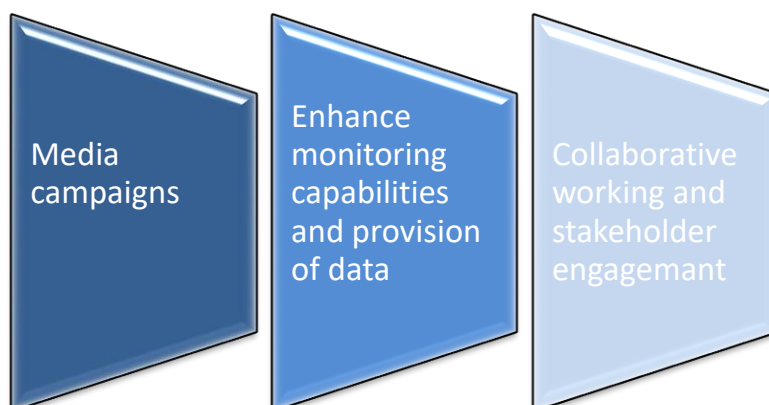 Media
campaigns
Enhance
monitoring
capabilities
and provision
of data
Collaborative
working and
stakeholder
engagemant